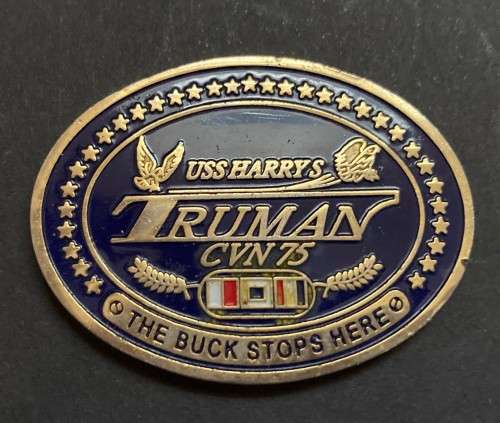 USS HARRY S
TRUMAN
CVN 75
THE BUCK STOPS HERE